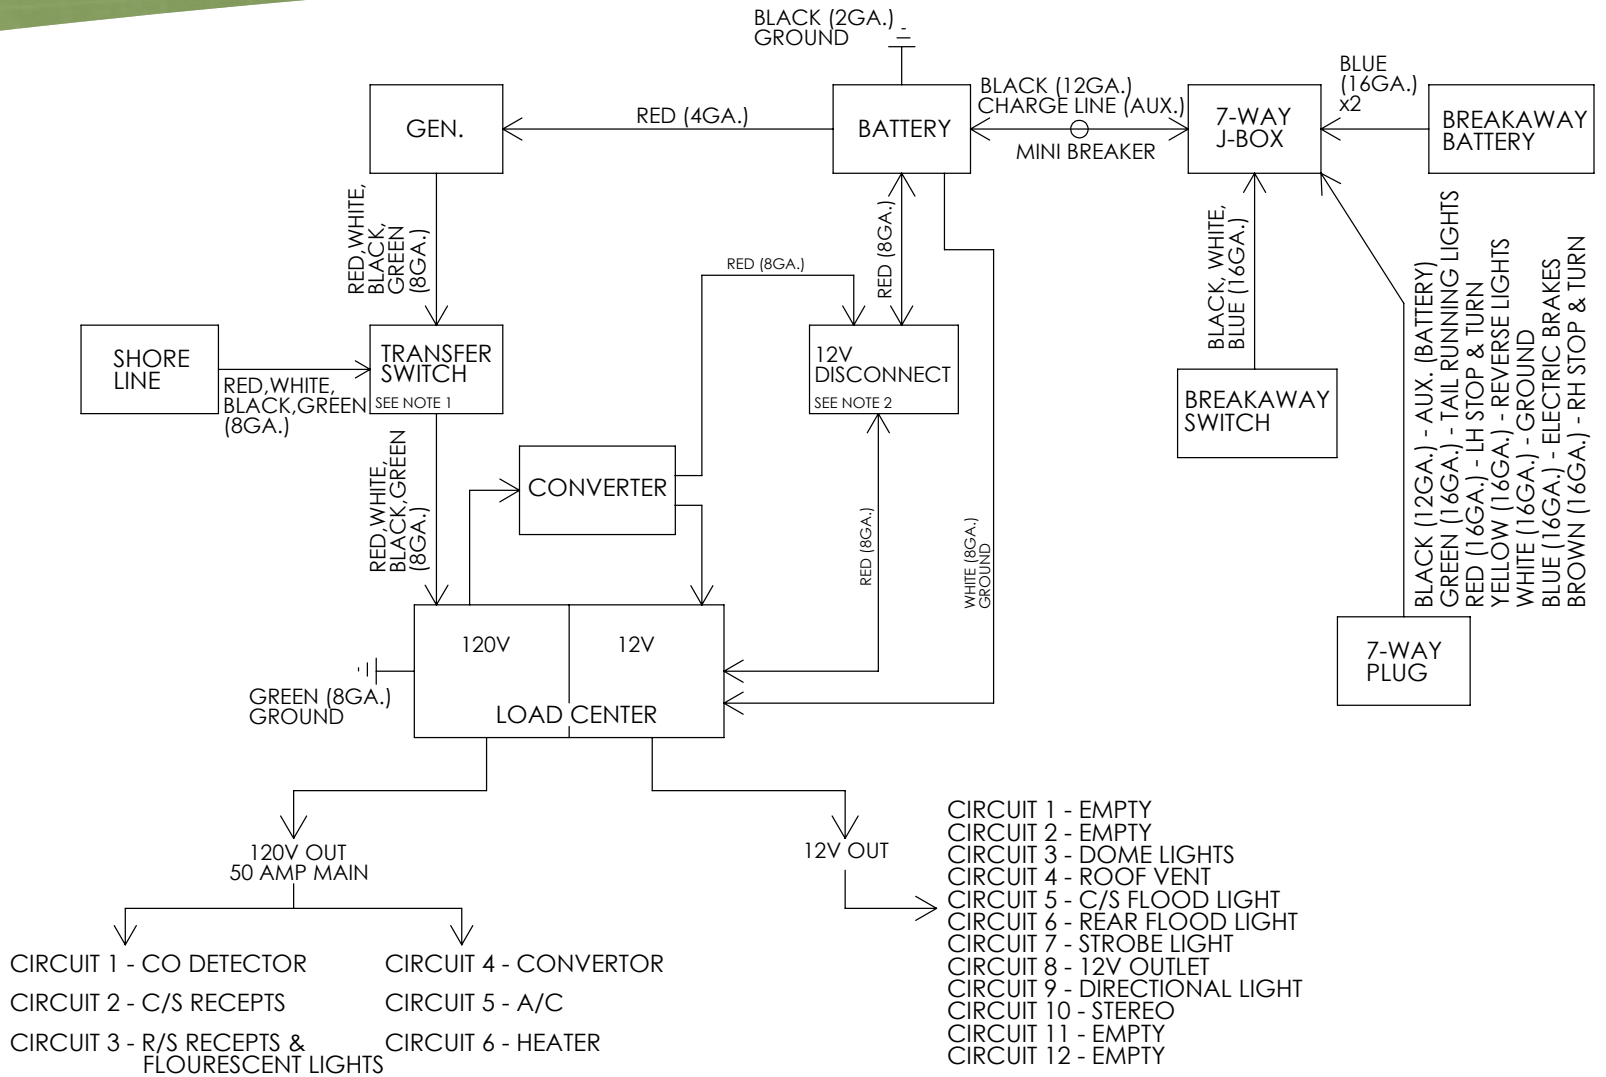 BLACK (2GA.)
GROUND
GEN.
RED (4GA.)
BATTERY
BLACK (12GA.)
CHARGE LINE (AUX.)
MINI BREAKER
7-WAY
J-BOX
BLUE
(16GA.)
x2
BREAKAWAY
BATTERY
RED,WHITE,
BLACK,
GREEN
(8GA.)
RED (8GA.)
RED (8GA.)
BLACK, WHITE,
BLUE (16GA.)
BLACK (12GA.) - AUX. (BATTERY)
GREEN (16GA.) - TAIL RUNNING LIGHTS
RED (16GA.) - LH STOP & TURN
YELLOW (16GA.) - REVERSE LIGHTS
WHITE (16GA.) - GROUND
BLUE (16GA.) - ELECTRIC BRAKES
BROWN (16GA.) - RH STOP & TURN
SHORE
LINE
RED,WHITE,
BLACK,GREEN
(8GA.)
TRANSFER
SWITCH
SEE NOTE 1
12V
DISCONNECT
SEE NOTE 2
BREAKAWAY
SWITCH
RED,WHITE,
BLACK,GREEN
(8GA.)
CONVERTER
RED (8GA.)
WHITE (8GA.)
GROUND
7-WAY
PLUG
120V
12V
LOAD CENTER
GREEN (8GA.)
GROUND
120V OUT
50 AMP MAIN
12V OUT
CIRCUIT 1 - CO DETECTOR
CIRCUIT 2 - C/S RECEPTS
CIRCUIT 3 - R/S RECEPTS &
FLOURESCENT LIGHTS
CIRCUIT 4 - CONVERTOR
CIRCUIT 5 - A/C
CIRCUIT 6 - HEATER
CIRCUIT 1 - EMPTY
CIRCUIT 2 - EMPTY
CIRCUIT 3 - DOME LIGHTS
CIRCUIT 4 - ROOF VENT
CIRCUIT 5 - C/S FLOOD LIGHT
CIRCUIT 6 - REAR FLOOD LIGHT
CIRCUIT 7 - STROBE LIGHT
CIRCUIT 8 - 12V OUTLET
CIRCUIT 9 - DIRECTIONAL LIGHT
CIRCUIT 10 - STEREO
CIRCUIT 11 - EMPTY
CIRCUIT 12 - EMPTY